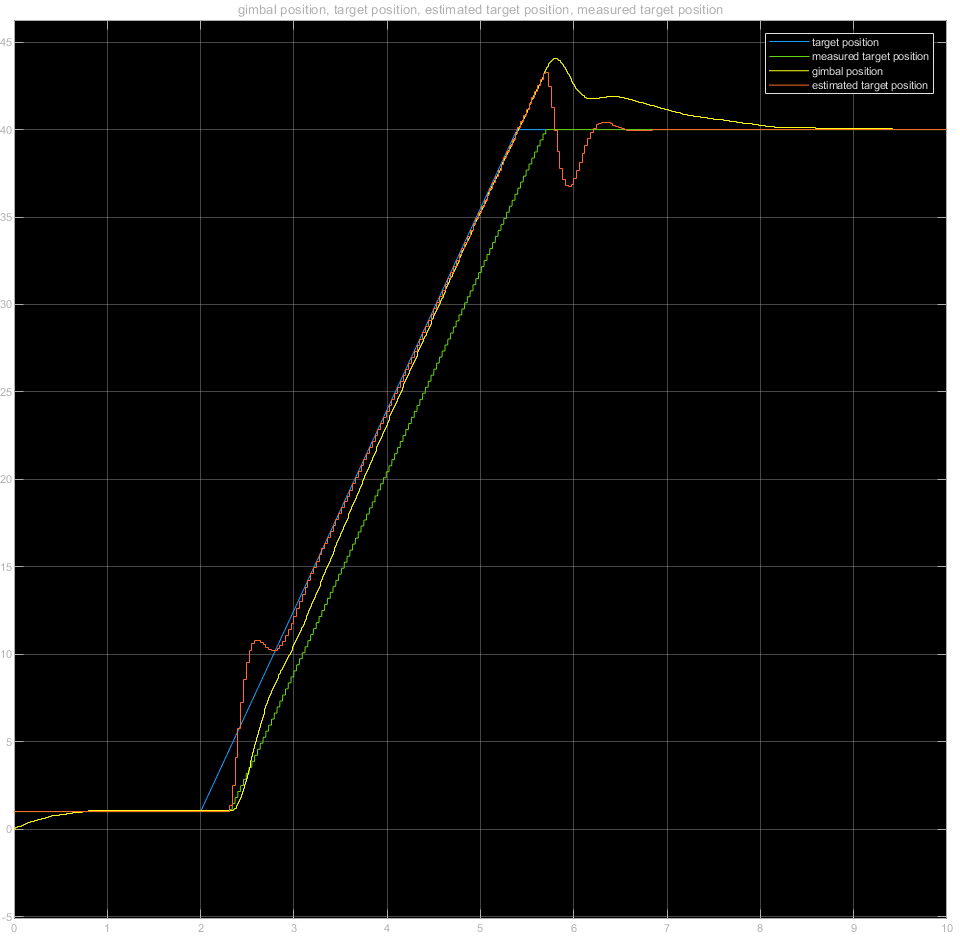 gimbal position, target position, estimated target position, measured target position
target position
measured target position
gimbal position
estimated target position
45
40
35
30
25
20
15
10
5
0
-5
0 1 2 3 4 5 6 7 8 9 10